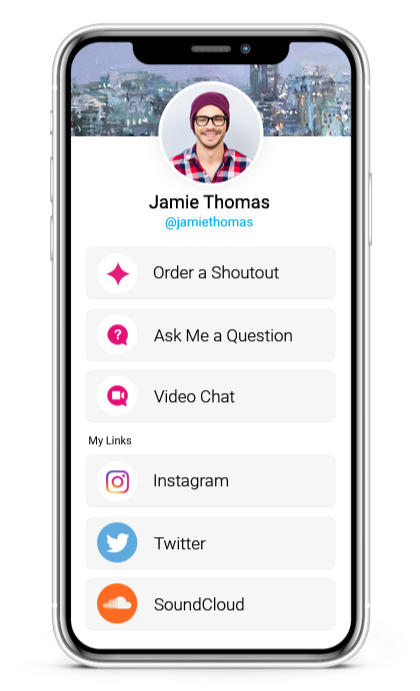 Jamie Thomas
@jamiethomas
Order a Shoutout
Ask Me a Question
Video Chat
My Links
Instagram
Twitter
SoundCloud